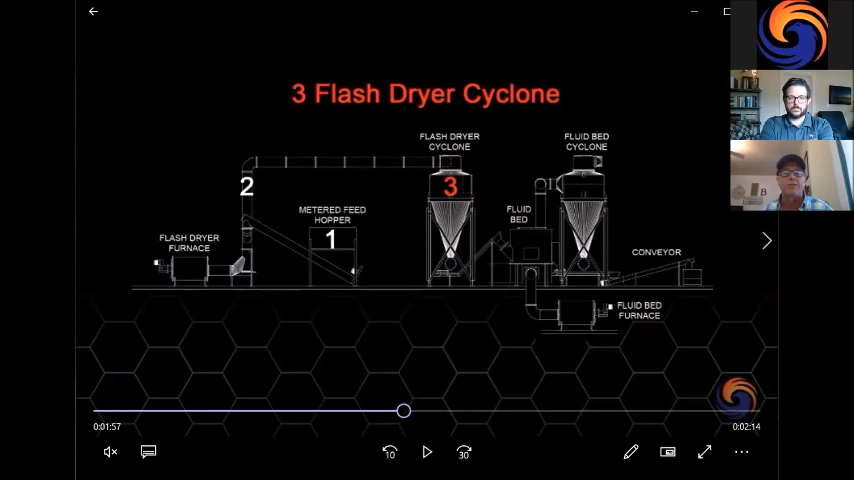 3 Flash Dryer Cyclone
FLASH DRYER
CYCLONE
FLUID BED
CYCLONE
2
3
METERED FEED
HOPPER
1
FLUID
BED
FLASH DRYER
FURNACE
CONVEYOR
FLUID BED
FURNACE
0:01:57
0:02:14
10
30
B